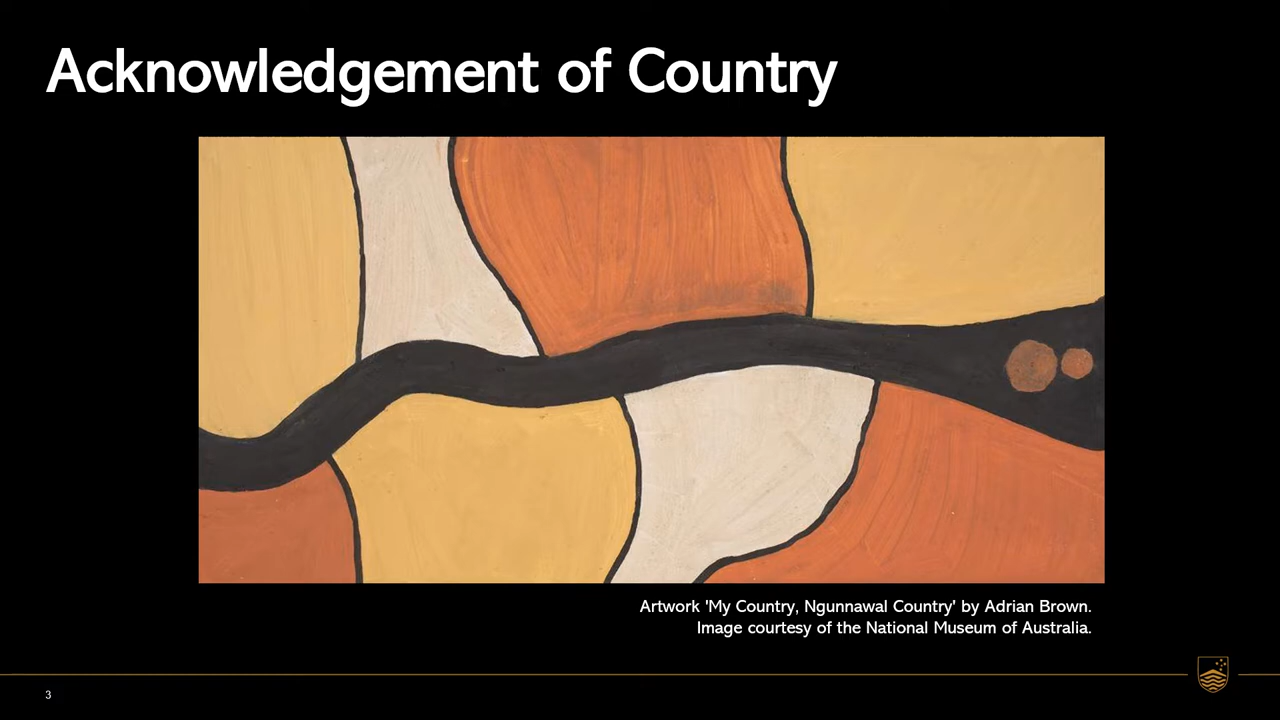 Acknowledgement of Country
Artwork 'My Country, Ngunnawal Country' by Adrian Brown.
Image courtesy of the National Museum of Australia.
3